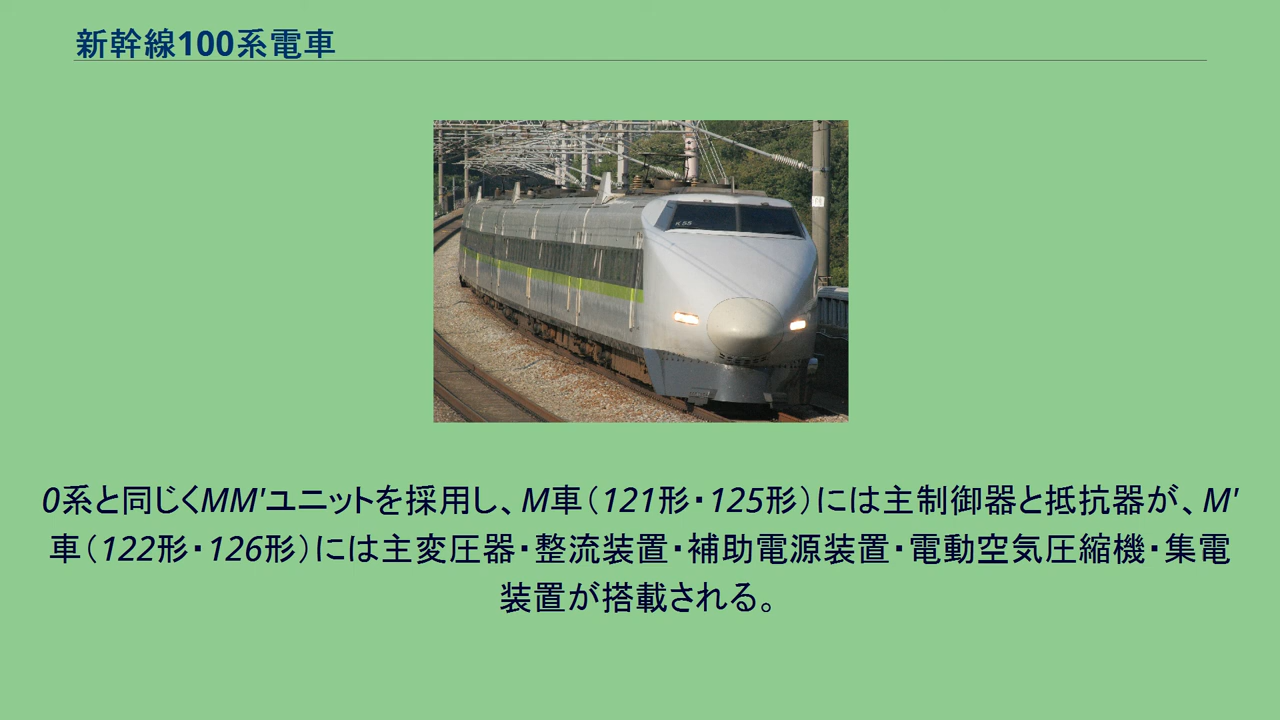 新幹線100系電車
K55
0系と同じくMM'ユニットを採用し、M車（121形・125形）には主制御器と抵抗器が、M'
車（122形・126形）には主変圧器・整流装置・補助電源装置・電動空気圧縮機・集電
装置が搭載される。